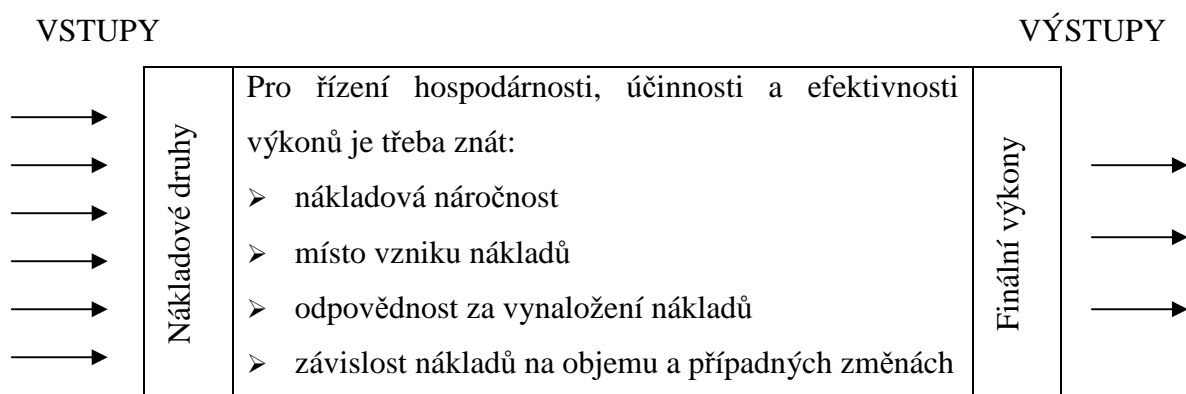 VSTUPY
VÝSTUPY
Nákladové druhy
Pro řízení hospodárnosti, účinnosti a efektivnosti
výkonů je třeba znát:
➢ nákladová náročnost
➢ místo vzniku nákladů
➢ odpovědnost za vynaložení nákladů
➢ závislost nákladů na objemu a případných změnách
Finální výkony